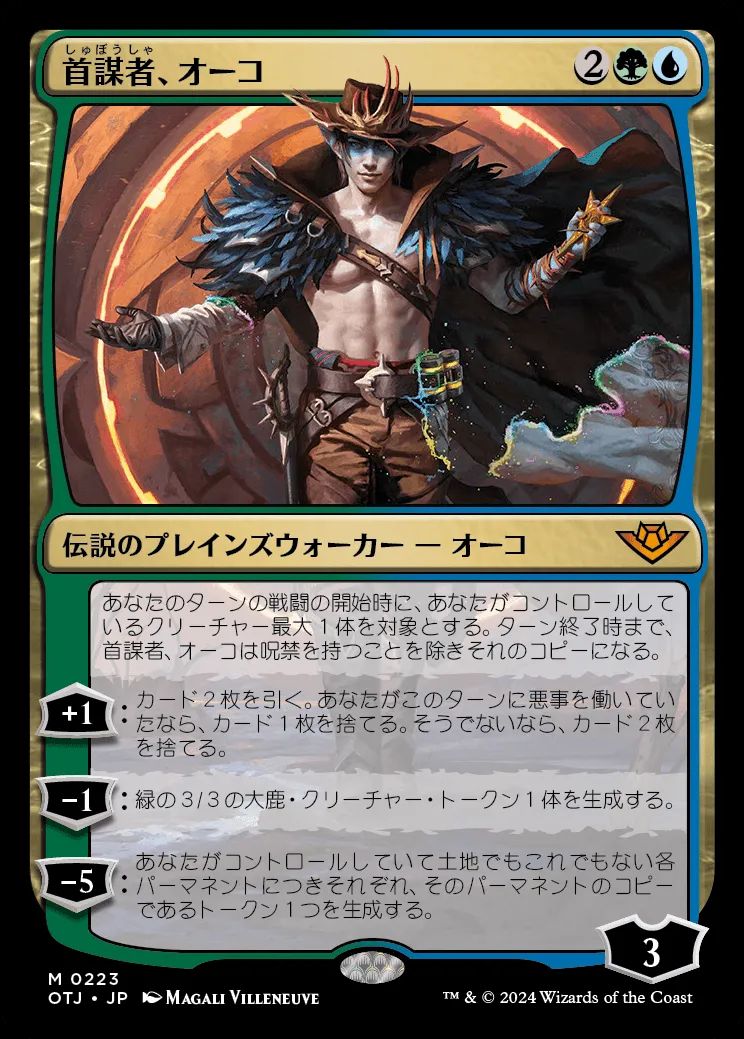 しゅぼうしゃ
首謀者、オーコ
2
伝説のプレインズウォーカー — オーコ
あなたのターンの戦闘の開始時に、あなたがコントロールして
いるクリーチャー最大１体を対象とする。ターン終了時まで、
首謀者、オーコは呪禁を持つことを除きそれのコピーになる。
+1:カード２枚を引く。あなたがこのターンに悪事を働いてい
たなら、カード１枚を捨てる。そうでないなら、カード２枚
を捨てる。
−1:緑の３/３の大鹿・クリーチャー・トークン１体を生成する。
−5:あなたがコントロールしていて土地でもこれでもない各
パーマネントにつきそれぞれ、そのパーマネントのコピー
であるトークン１つを生成する。
3
M 0223
OTJ • JP MAGALI VILLENEUVE
™ & © 2024 Wizards of the Coast